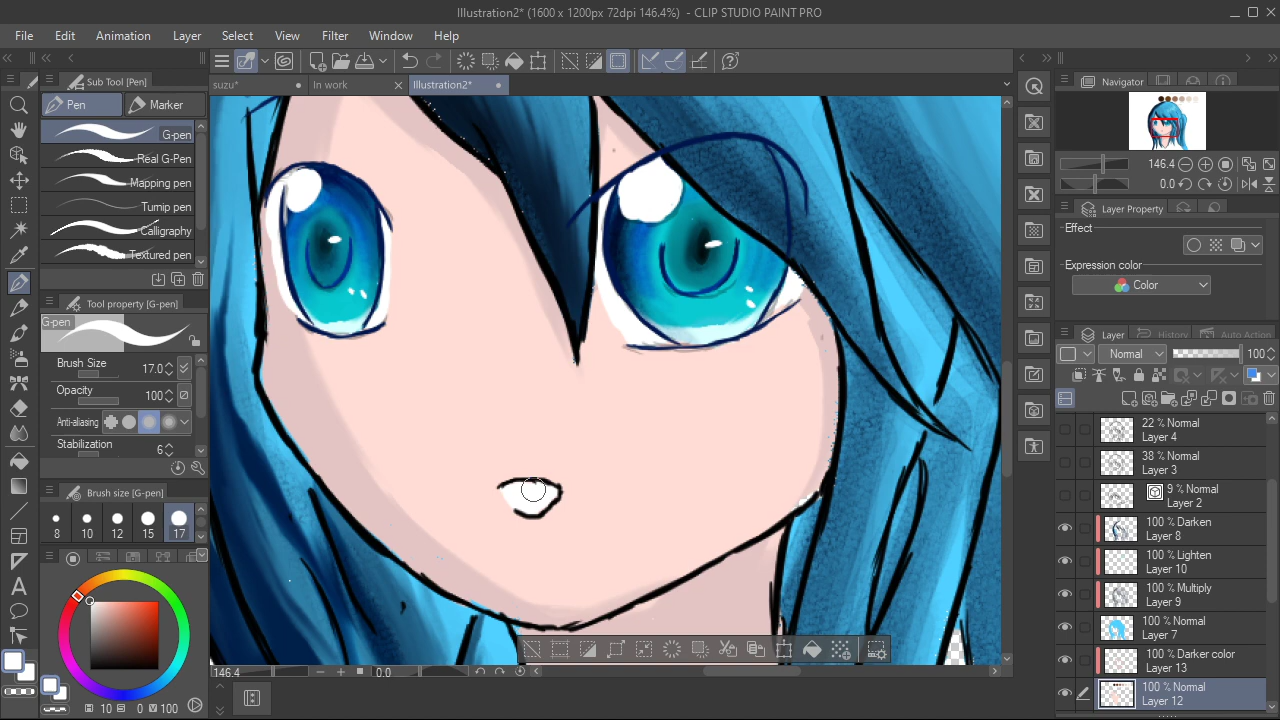 Illustration2* (1600 x 1200px 72dpi 146.4%) - CLIP STUDIO PAINT PRO
File Edit Animation Layer Select View Filter Window Help
Sub Tool [Pen]
Pen Marker
G-pen
Real G-Pen
Mapping pen
Turnip pen
Calligraphy
Textured pen
Tool property [G-pen]
G-pen
Brush Size 17.0
Opacity 100
Anti-aliasing
Stabilization 6
Brush size [G-pen]
8 10 12 15 17
10 0 100
suzu* In work Illustration2*
146.4 0.0
Navigator
146.4
0.0
Layer Property
Effect
Expression color
Color
Layer History Auto Action
Normal 100
22 % Normal
Layer 4
38 % Normal
Layer 3
9 % Normal
Layer 2
100 % Darken
Layer 8
100 % Lighten
Layer 10
100 % Multiply
Layer 9
100 % Normal
Layer 7
100 % Darker color
Layer 13
100 % Normal
Layer 12